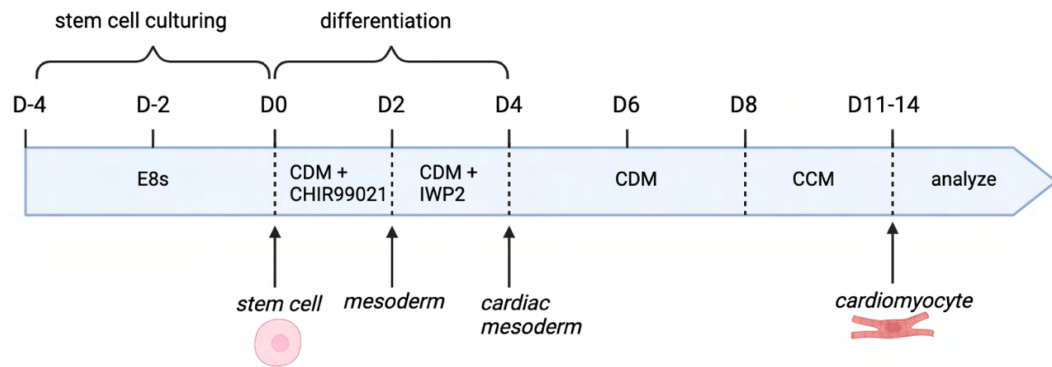 stem cell culturing
differentiation
D-4
D-2
D0
D2
D4
D6
D8
D11-14
E8s
CDM +
CHIR99021
CDM +
IWP2
CDM
CCM
analyze
stem cell
mesoderm
cardiac
mesoderm
cardiomyocyte